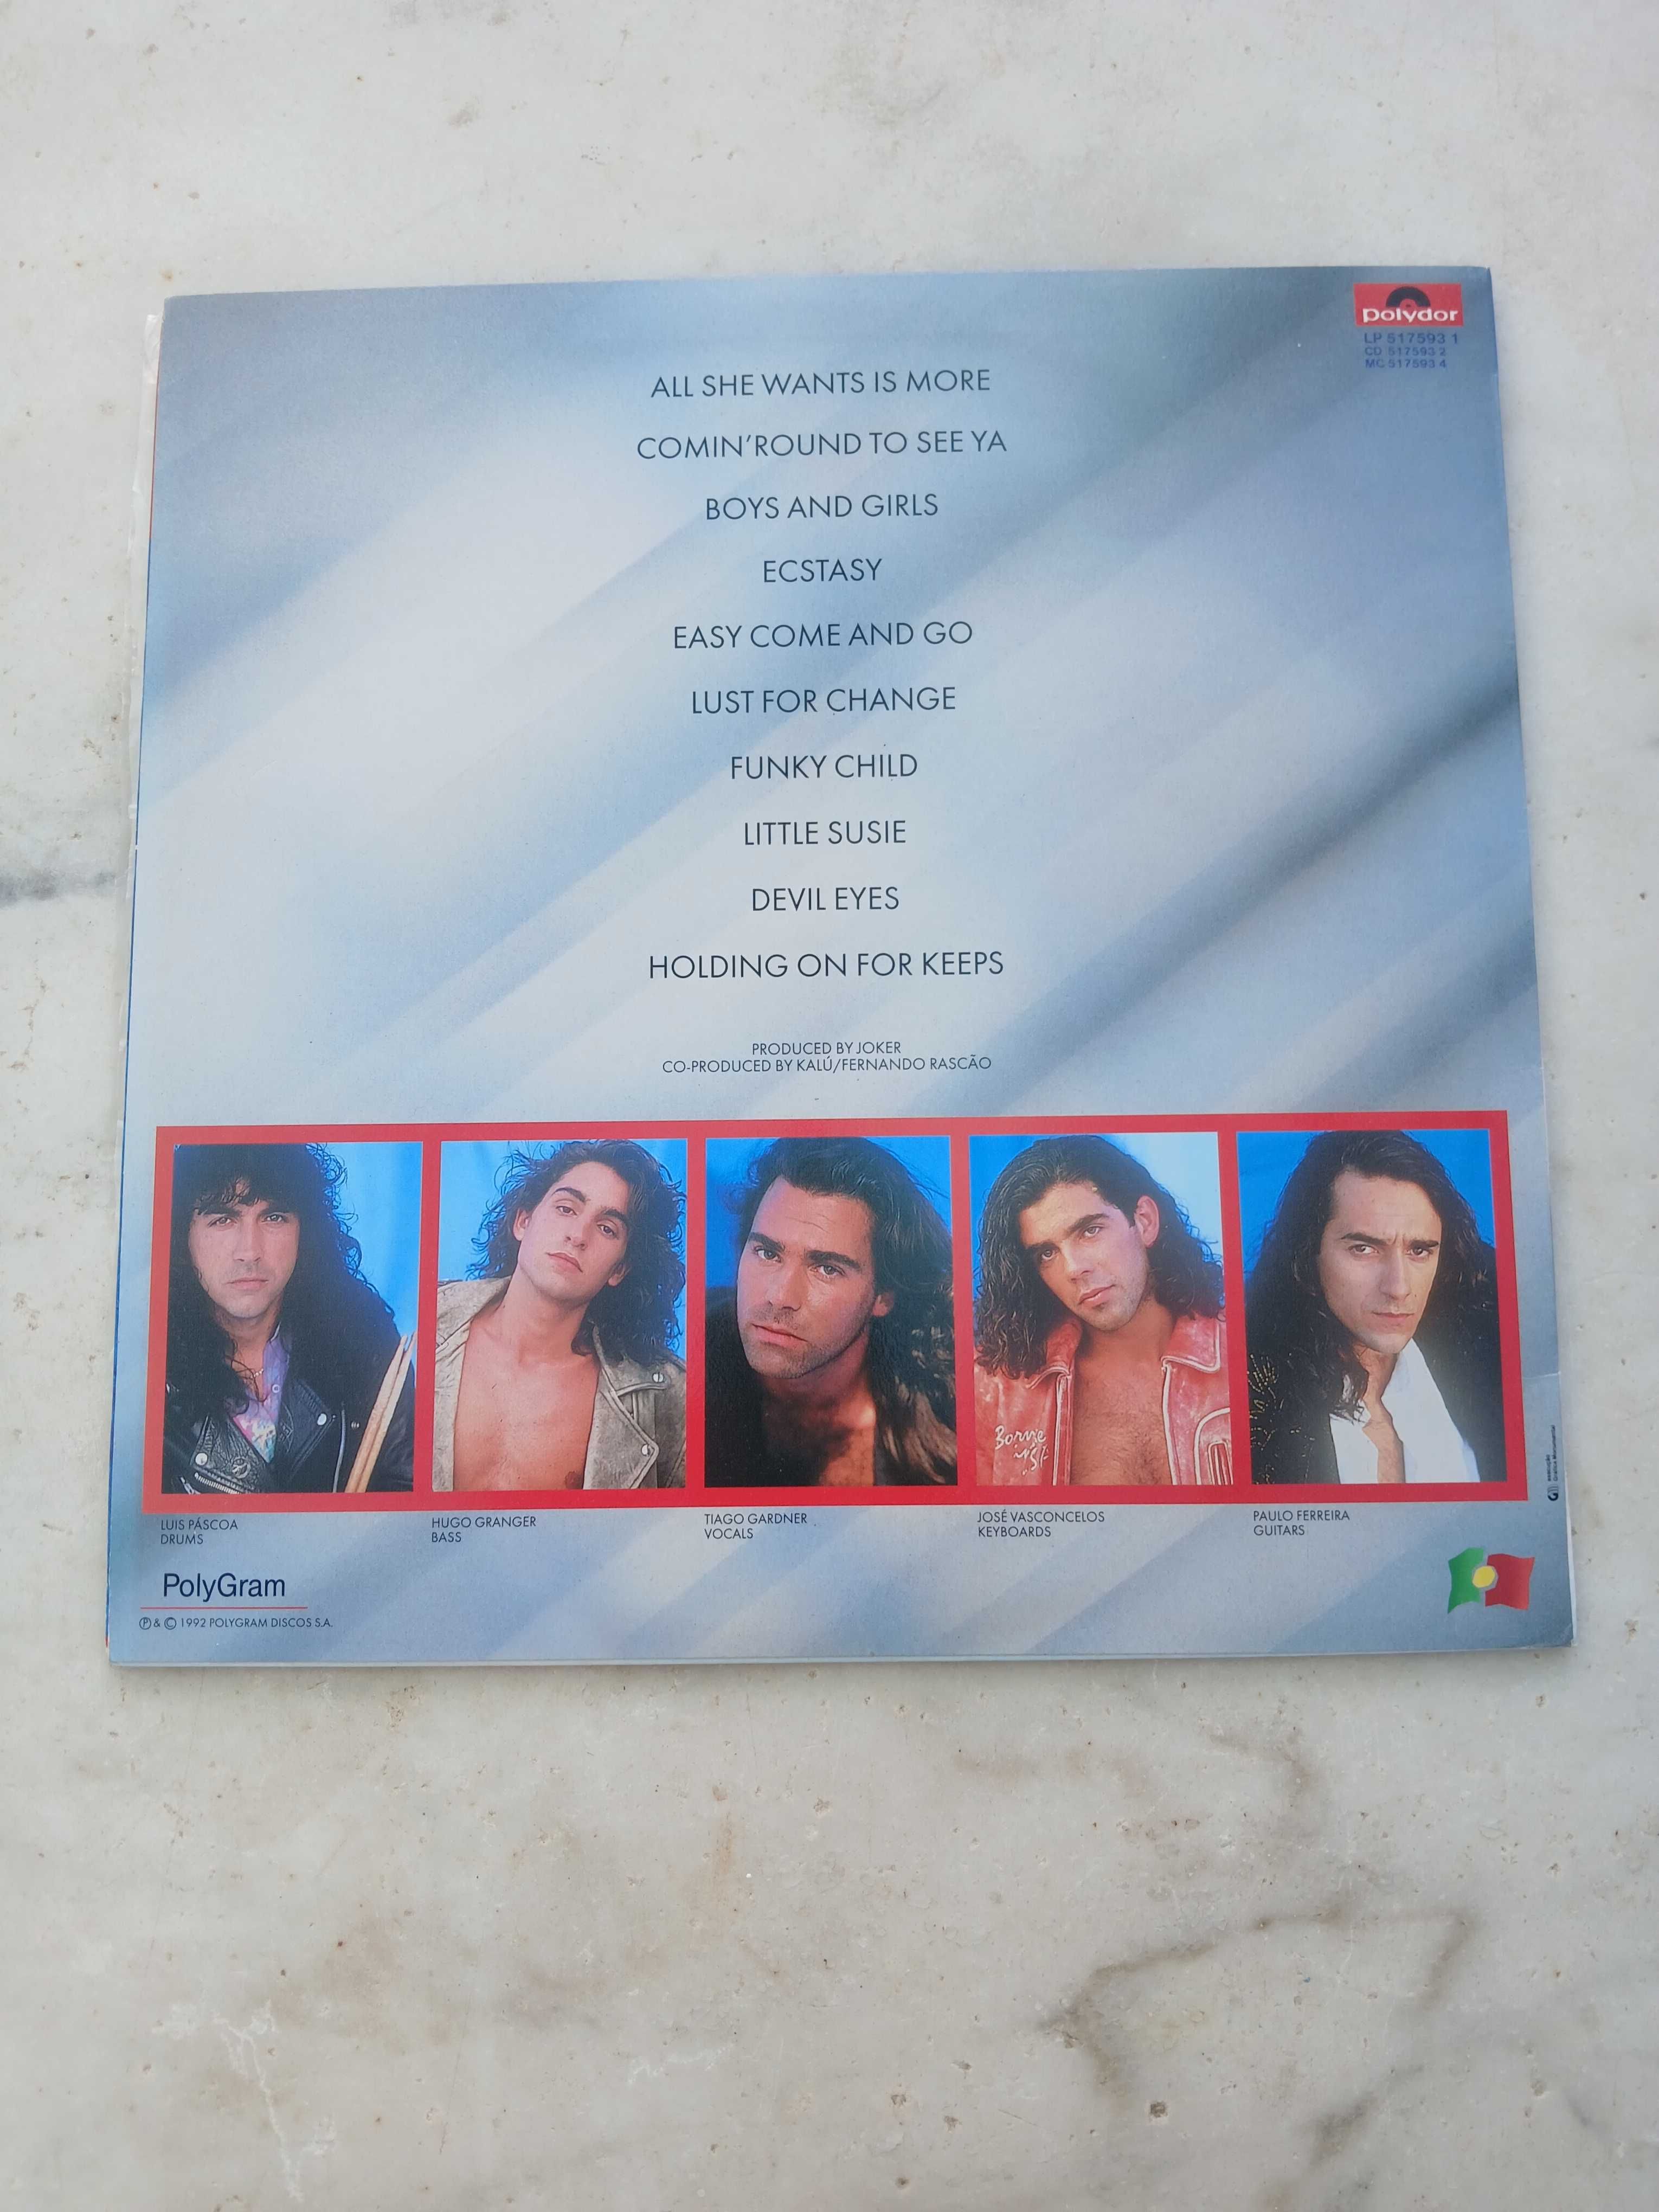 polydor
LP 517593 1
CD 517593 2
MC 517593 4
ALL SHE WANTS IS MORE
COMIN'ROUND TO SEE YA
BOYS AND GIRLS
ECSTASY
EASY COME AND GO
LUST FOR CHANGE
FUNKY CHILD
LITTLE SUSIE
DEVIL EYES
HOLDING ON FOR KEEPS
PRODUCED BY JOKER
CO-PRODUCED BY KALÚ/FERNANDO RASCÃO
LUIS PÁSCOA
DRUMS
HUGO GRANGER
BASS
TIAGO GARDNER
VOCALS
JOSÉ VASCONCELOS
KEYBOARDS
PAULO FERREIRA
GUITARS
PolyGram
Ⓟ & © 1992 POLYGRAM DISCOS S.A.